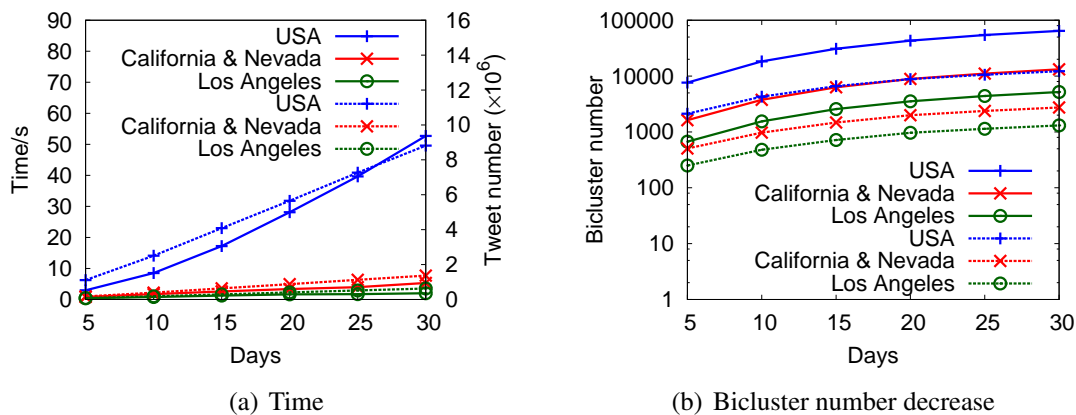 90
80
70
60
50
40
30
20
10
0
Time/s
5 10 15 20 25 30
Days
16
14
12
10
8
6
4
2
0
Tweet number (×10⁶)
USA
California & Nevada
Los Angeles
USA
California & Nevada
Los Angeles
(a) Time
100000
10000
1000
100
10
1
Bicluster number
5 10 15 20 25 30
Days
USA
California & Nevada
Los Angeles
USA
California & Nevada
Los Angeles
(b) Bicluster number decrease